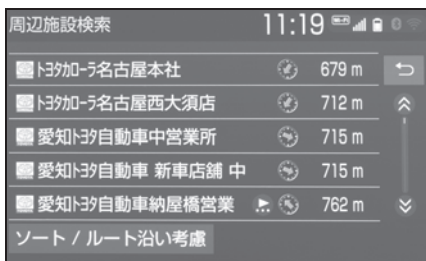 周辺施設検索 11:19
トヨタカローラ名古屋本社 679 m
トヨタカローラ名古屋西大須店 712 m
愛知トヨタ自動車中営業所 715 m
愛知トヨタ自動車 新車店舗 中 715 m
愛知トヨタ自動車納屋橋営業 762 m
ソート / ルート沿い考慮